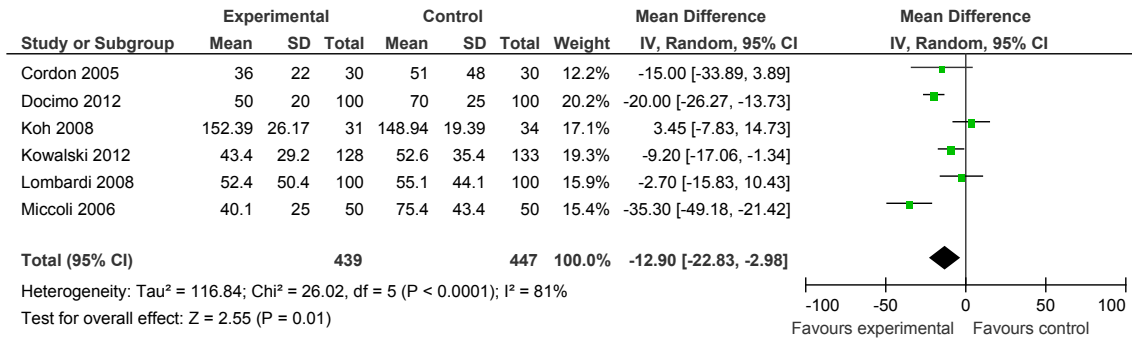 Experimental Control Mean Difference Mean Difference
Study or Subgroup Mean SD Total Mean SD Total Weight IV, Random, 95% CI IV, Random, 95% CI
Cordon 2005 36 22 30 51 48 30 12.2% -15.00 [-33.89, 3.89]
Docimo 2012 50 20 100 70 25 100 20.2% -20.00 [-26.27, -13.73]
Koh 2008 152.39 26.17 31 148.94 19.39 34 17.1% 3.45 [-7.83, 14.73]
Kowalski 2012 43.4 29.2 128 52.6 35.4 133 19.3% -9.20 [-17.06, -1.34]
Lombardi 2008 52.4 50.4 100 55.1 44.1 100 15.9% -2.70 [-15.83, 10.43]
Miccoli 2006 40.1 25 50 75.4 43.4 50 15.4% -35.30 [-49.18, -21.42]
Total (95% CI) 439 447 100.0% -12.90 [-22.83, -2.98]
Heterogeneity: Tau² = 116.84; Chi² = 26.02, df = 5 (P < 0.0001); I² = 81%
Test for overall effect: Z = 2.55 (P = 0.01)
-100 -50 0 50 100
Favours experimental Favours control